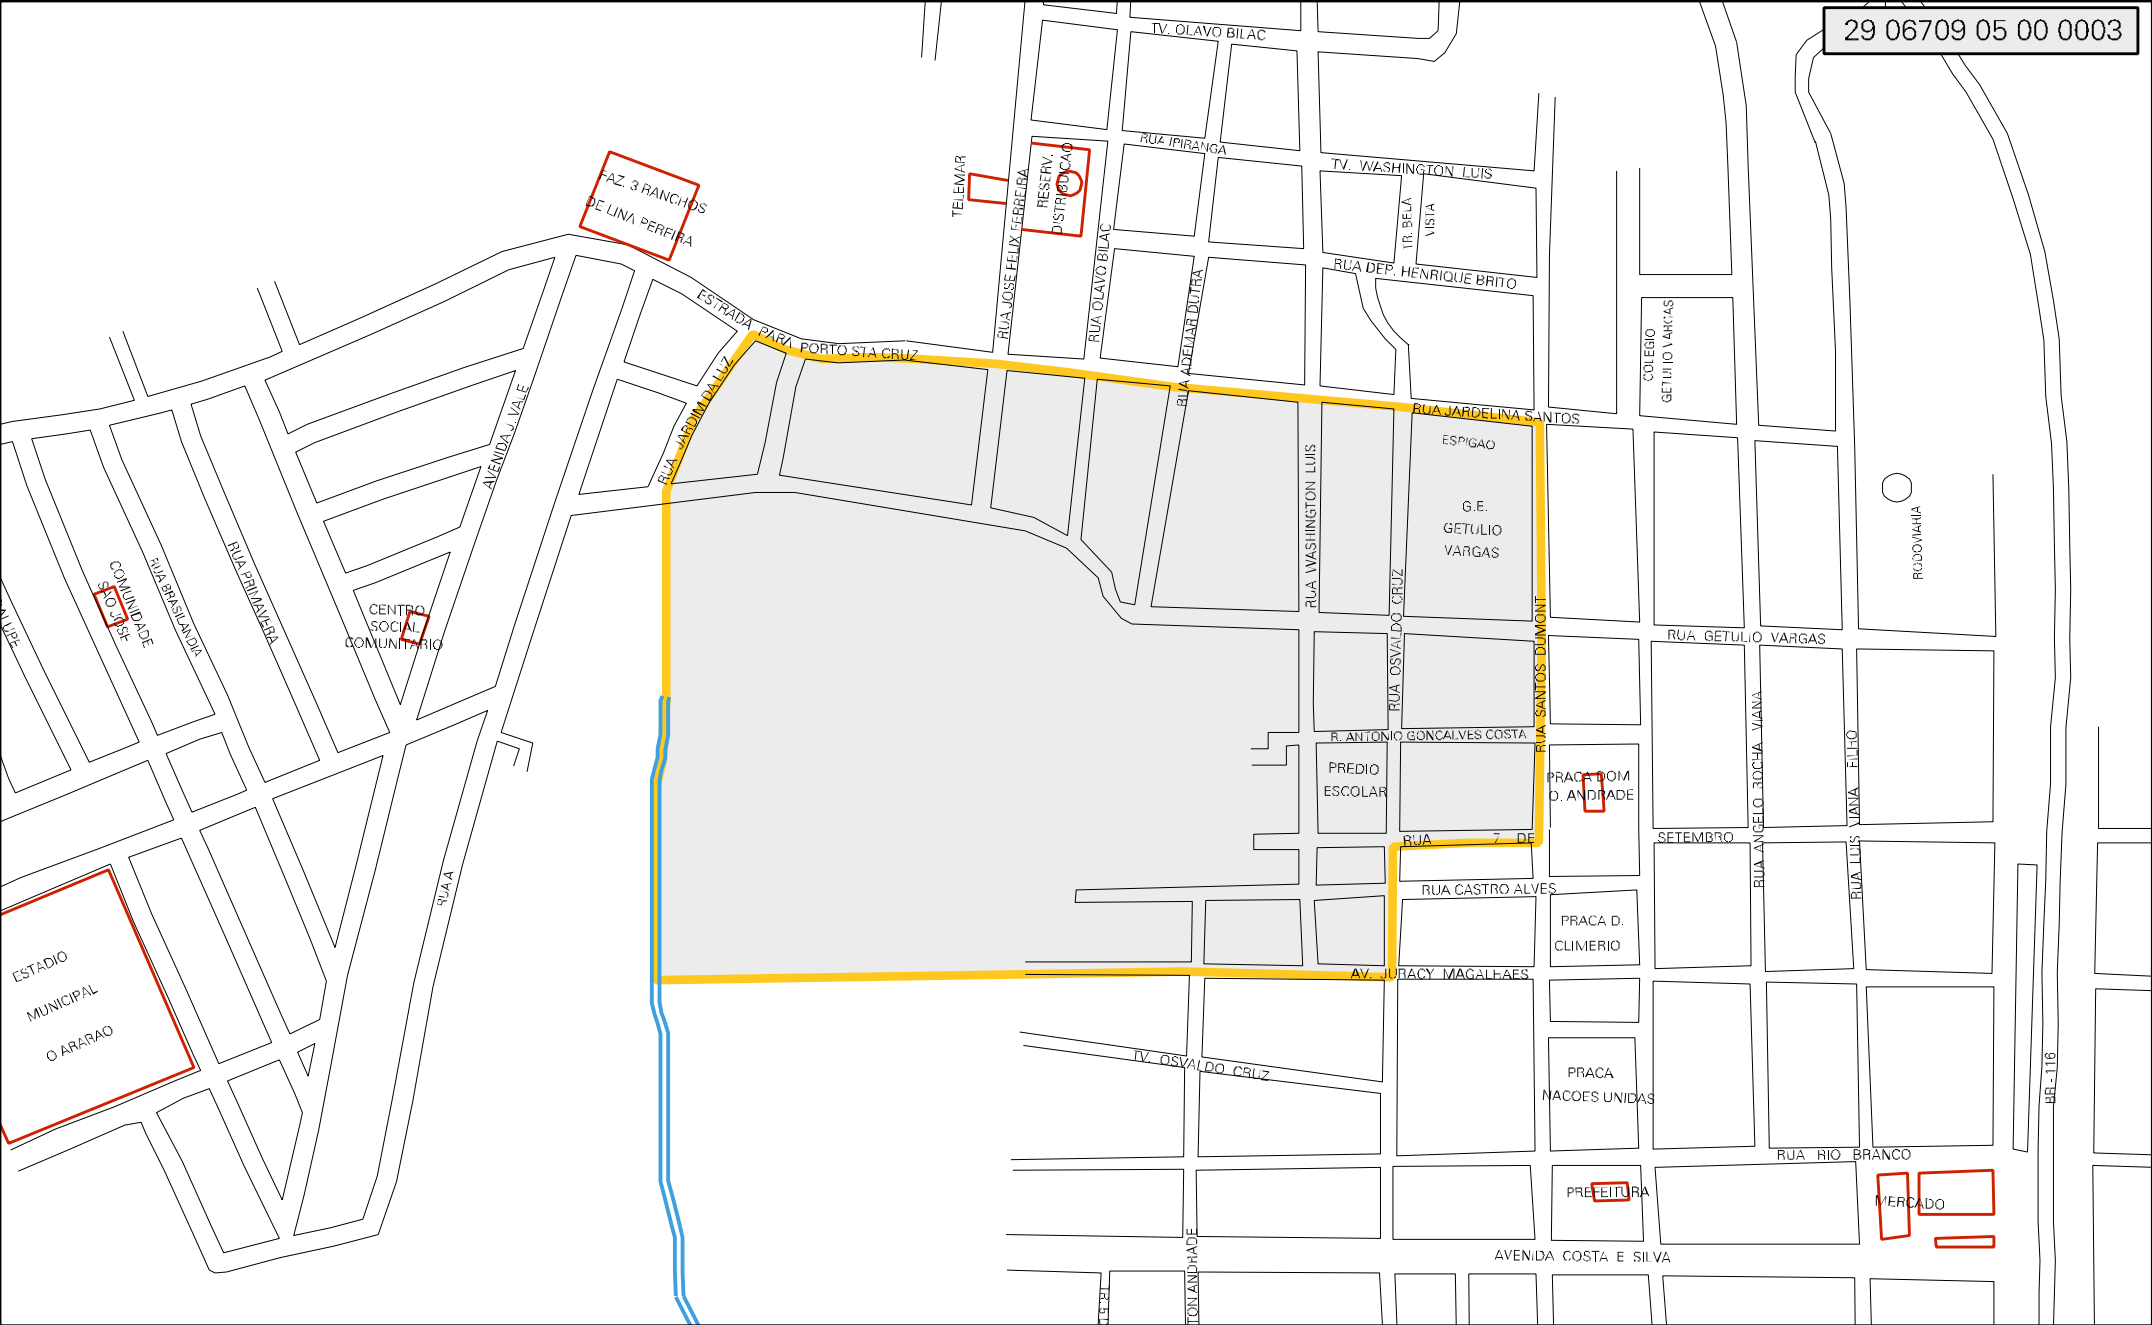 29 06709 05 00 0003
TV. OLAVO BILAC
RUA IPIRANGA
TV. WASHINGTON LUIS
TELEMAR
RESERV.
DISTRIBUICAO
FAZ. 3 RANCHOS
DE LINA PEREIRA
RUA JOSE FELIX FERREIRA
RUA OLAVO BILAC
RUA ADEMAR DUTRA
TR. BELA
VISTA
RUA DEP. HENRIQUE BRITO
COLEGIO
GETULIO VARGAS
ESTRADA PARA PORTO STA CRUZ
RUA JARDIM DA LUZ
AVENIDA J. VALE
RUA JARDELINA SANTOS
ESPIGAO
G.E.
GETULIO
VARGAS
RUA WASHINGTON LUIS
RUA OSVALDO CRUZ
RUA SANTOS DUMONT
RODOVIARIA
COMUNIDADE
SAO JOSE
RUA BRASILANDIA
RUA PRIMAVERA
CENTRO
SOCIAL
COMUNITARIO
RUA GETULIO VARGAS
R. ANTONIO GONCALVES COSTA
PREDIO
ESCOLAR
PRACA DOM
O. ANDRADE
RUA 7 DE SETEMBRO
RUA ANGELO ROCHA VIANA
RUA LUIS VIANA FILHO
RUA A
RUA CASTRO ALVES
PRACA D.
CLIMERIO
AV. JURACY MAGALHAES
ESTADIO
MUNICIPAL
O ARARAO
TV. OSVALDO CRUZ
PRACA
NACOES UNIDAS
BR-116
RUA RIO BRANCO
PREFEITURA
MERCADO
AVENIDA COSTA E SILVA
TON ANDRADE